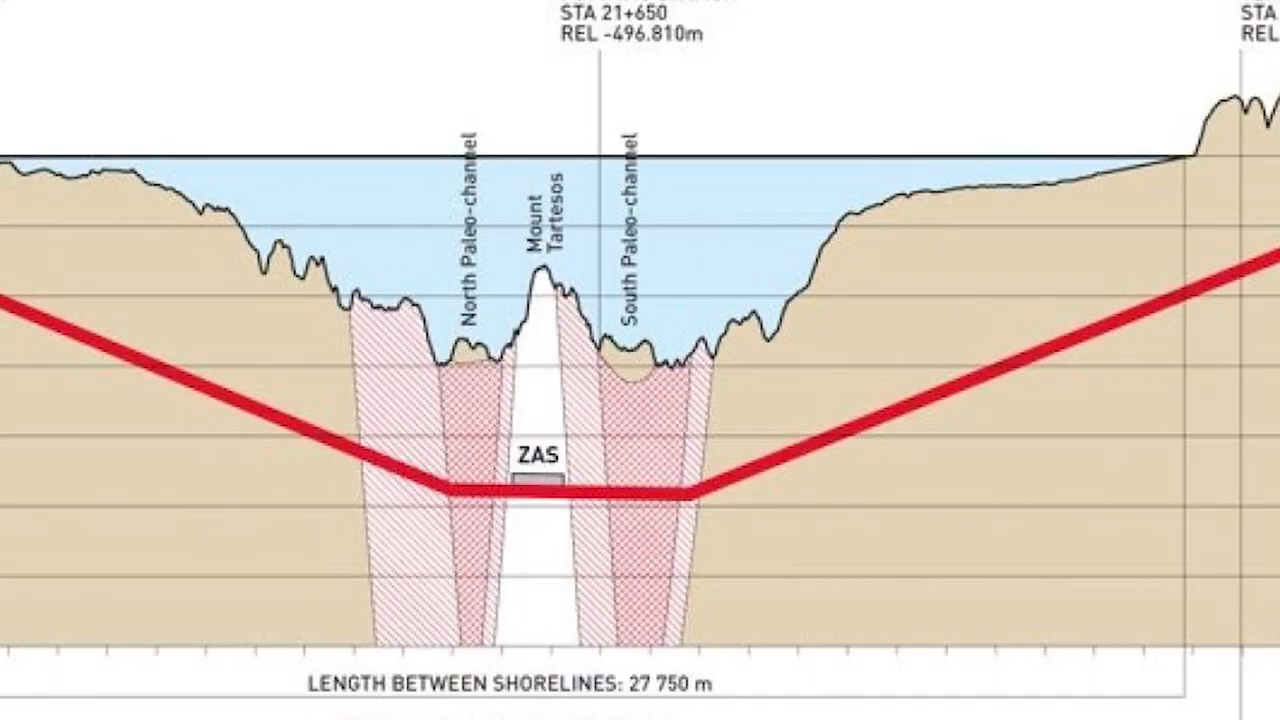 STA 21+650
REL -496.810m
STA
REL
North Paleo-channel
Mount
Tartesos
South Paleo-channel
ZAS
LENGTH BETWEEN SHORELINES: 27 750 m